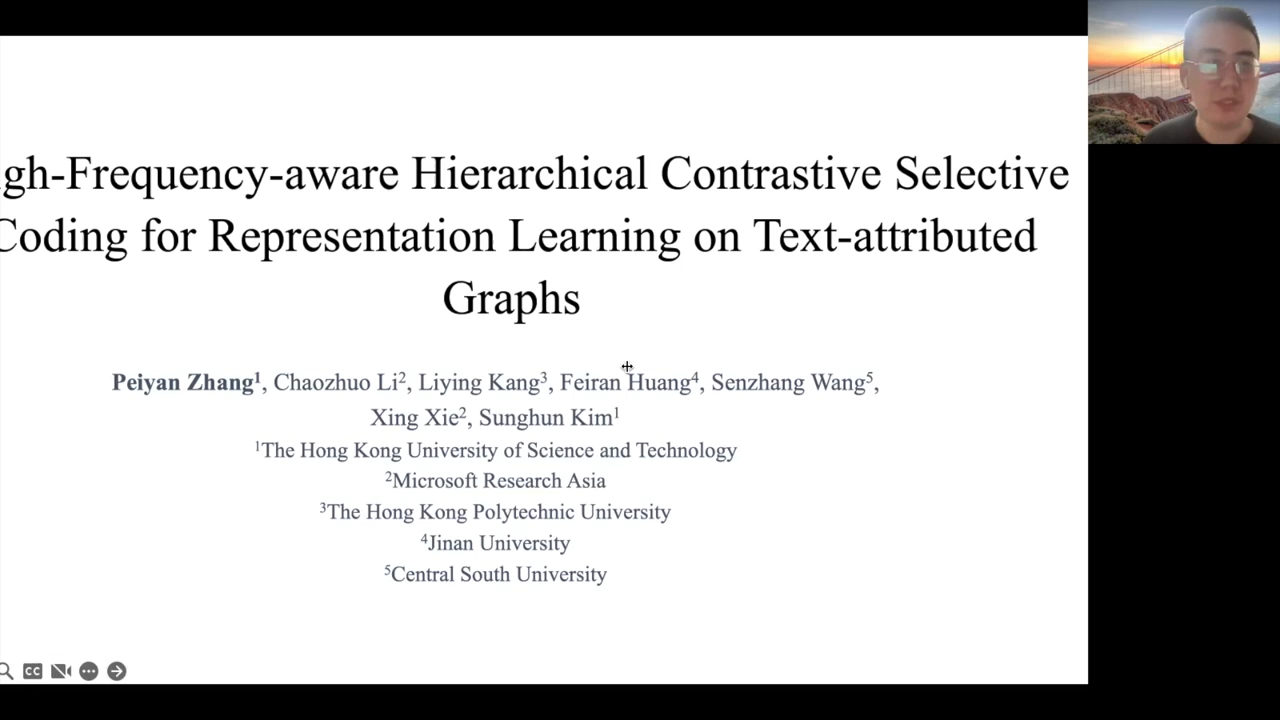 gh-Frequency-aware Hierarchical Contrastive Selective
Coding for Representation Learning on Text-attributed
Graphs
Peiyan Zhang¹, Chaozhuo Li², Liying Kang³, Feiran Huang⁴, Senzhang Wang⁵,
Xing Xie², Sunghun Kim¹
¹The Hong Kong University of Science and Technology
²Microsoft Research Asia
³The Hong Kong Polytechnic University
⁴Jinan University
⁵Central South University
CC